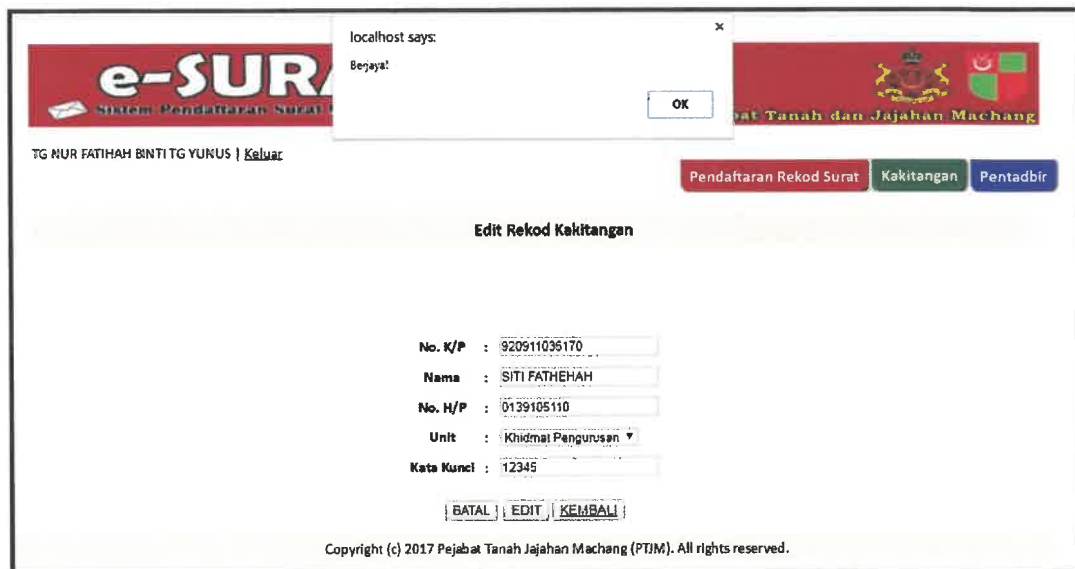 localhost says:
×
Berjaya!
OK
e-SUR
Sistem Pendaftaran Surat
Tanah dan Jajahan Machang
TG NUR FATIHAH BINTI TG YUNUS | Keluar
Pendaftaran Rekod Surat
Kakitangan
Pentadbir
Edit Rekod Kakitangan
No. K/P : 920911036170
Nama : SITI FATHEHAH
No. H/P : 0139105110
Unit : Khidmat Pengurusan ▼
Kata Kunci : 12345
BATAL EDIT KEMBALI
Copyright (c) 2017 Pejabat Tanah Jajahan Machang (PTJM). All rights reserved.